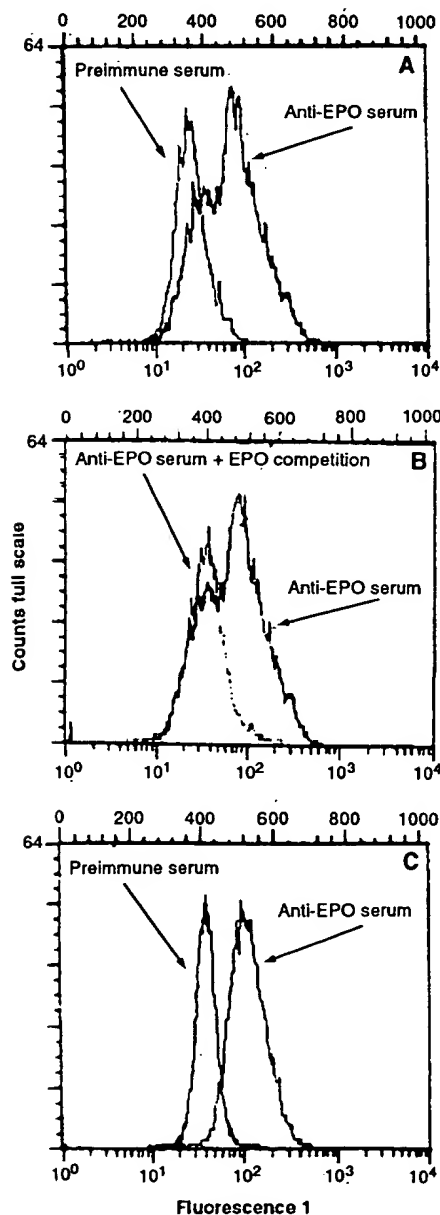 0 200 400 600 800 1000
64
A
Preimmune serum
Anti-EPO serum
10⁰ 10¹ 10² 10³ 10⁴
0 200 400 600 800 1000
64
B
Anti-EPO serum + EPO competition
Anti-EPO serum
Counts full scale
10⁰ 10¹ 10² 10³ 10⁴
0 200 400 600 800 1000
64
C
Preimmune serum
Anti-EPO serum
10⁰ 10¹ 10² 10³ 10⁴
Fluorescence 1